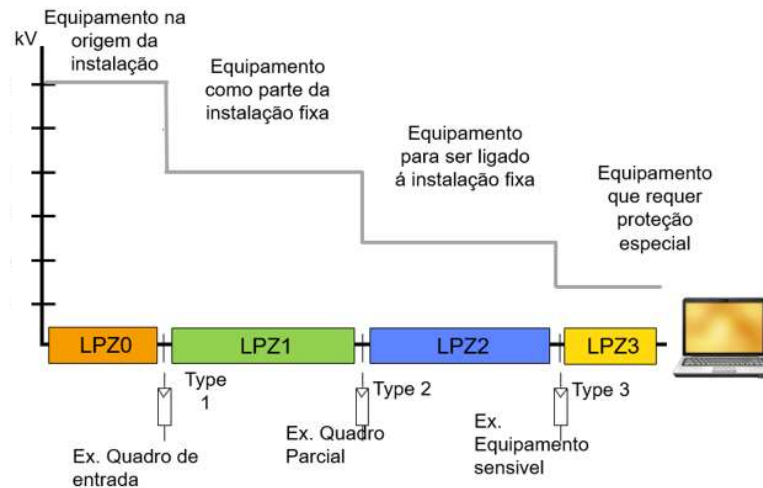 kV
Equipamento na
origem da
instalação
Equipamento
como parte da
instalação fixa
Equipamento
para ser ligado
á instalação fixa
Equipamento
que requer
proteção
especial
LPZ0
LPZ1
LPZ2
LPZ3
Type
1
Type 2
Type 3
Ex. Quadro de
entrada
Ex. Quadro
Parcial
Ex.
Equipamento
sensivel